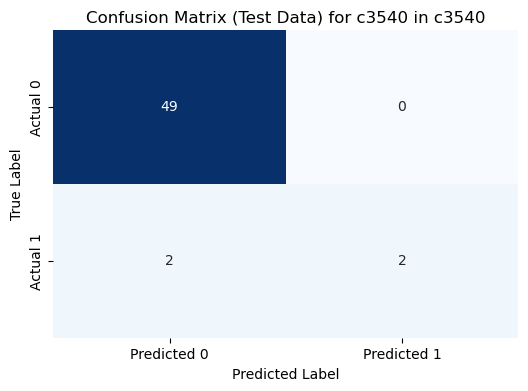 Confusion Matrix (Test Data) for c3540 in c3540
True Label
Actual 0
49
0
Actual 1
2
2
Predicted 0
Predicted 1
Predicted Label